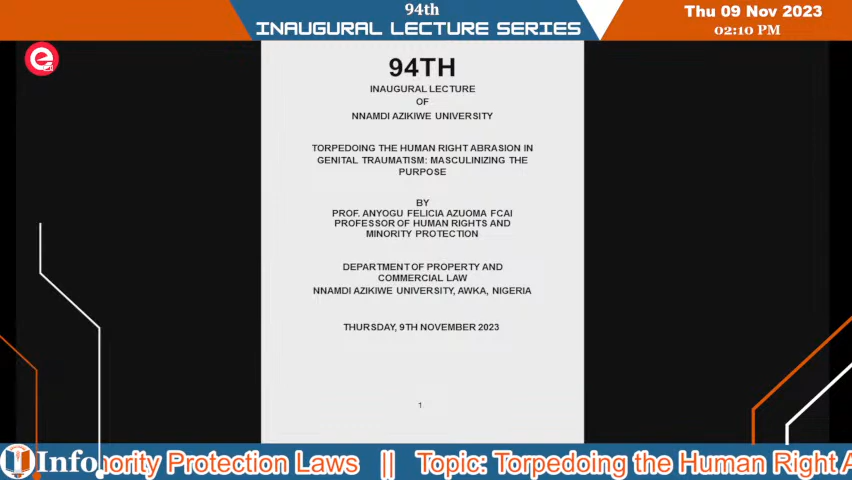 94th
INAUGURAL LECTURE SERIES
Thu 09 Nov 2023
02:10 PM
94TH
INAUGURAL LECTURE
OF
NNAMDI AZIKIWE UNIVERSITY
TORPEDOING THE HUMAN RIGHT ABRASION IN
GENITAL TRAUMATISM: MASCULINIZING THE
PURPOSE
BY
PROF. ANYOGU FELICIA AZUOMA FCAI
PROFESSOR OF HUMAN RIGHTS AND
MINORITY PROTECTION
DEPARTMENT OF PROPERTY AND
COMMERCIAL LAW
NNAMDI AZIKIWE UNIVERSITY, AWKA, NIGERIA
THURSDAY, 9TH NOVEMBER 2023
1
Info. hority Protection Laws || Topic: Torpedoing the Human Right A